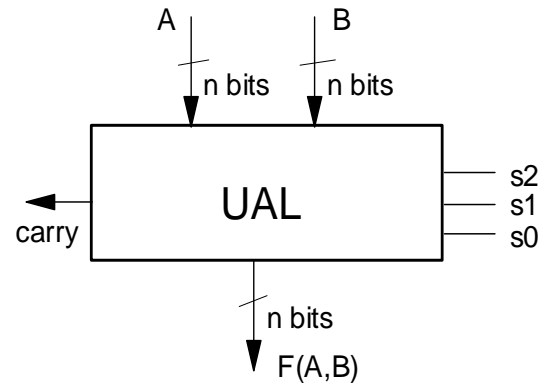 A B
n bits n bits
UAL
s2
s1
s0
carry
n bits
F(A,B)